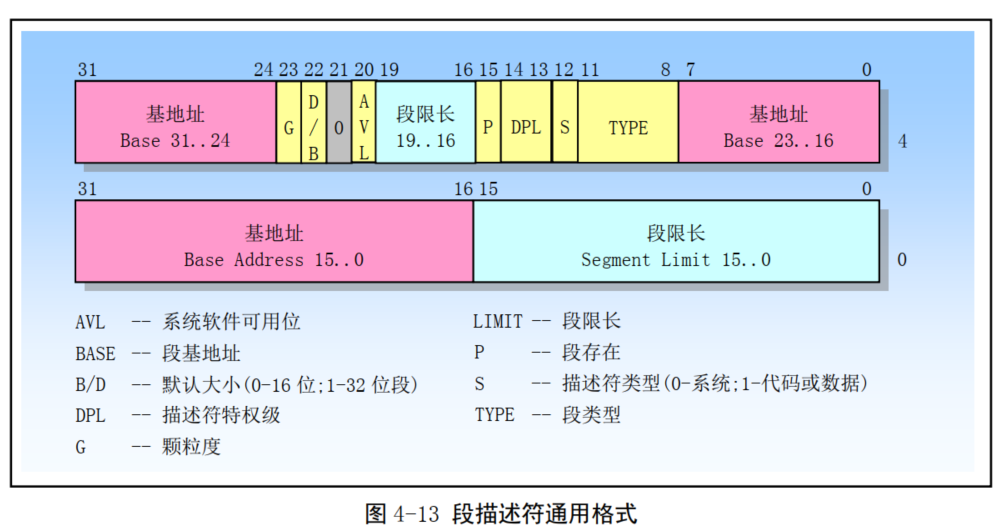 31 24 23 22 21 20 19 16 15 14 13 12 11 8 7 0
基地址
Base 31..24
G
D
/
B
0
A
V
L
段限长
19..16
P
DPL
S
TYPE
基地址
Base 23..16
4
31 16 15 0
基地址
Base Address 15..0
段限长
Segment Limit 15..0
0
AVL -- 系统软件可用位
BASE -- 段基地址
B/D -- 默认大小(0-16 位;1-32 位段)
DPL -- 描述符特权级
G -- 颗粒度
LIMIT -- 段限长
P -- 段存在
S -- 描述符类型(0-系统;1-代码或数据)
TYPE -- 段类型
图 4-13 段描述符通用格式